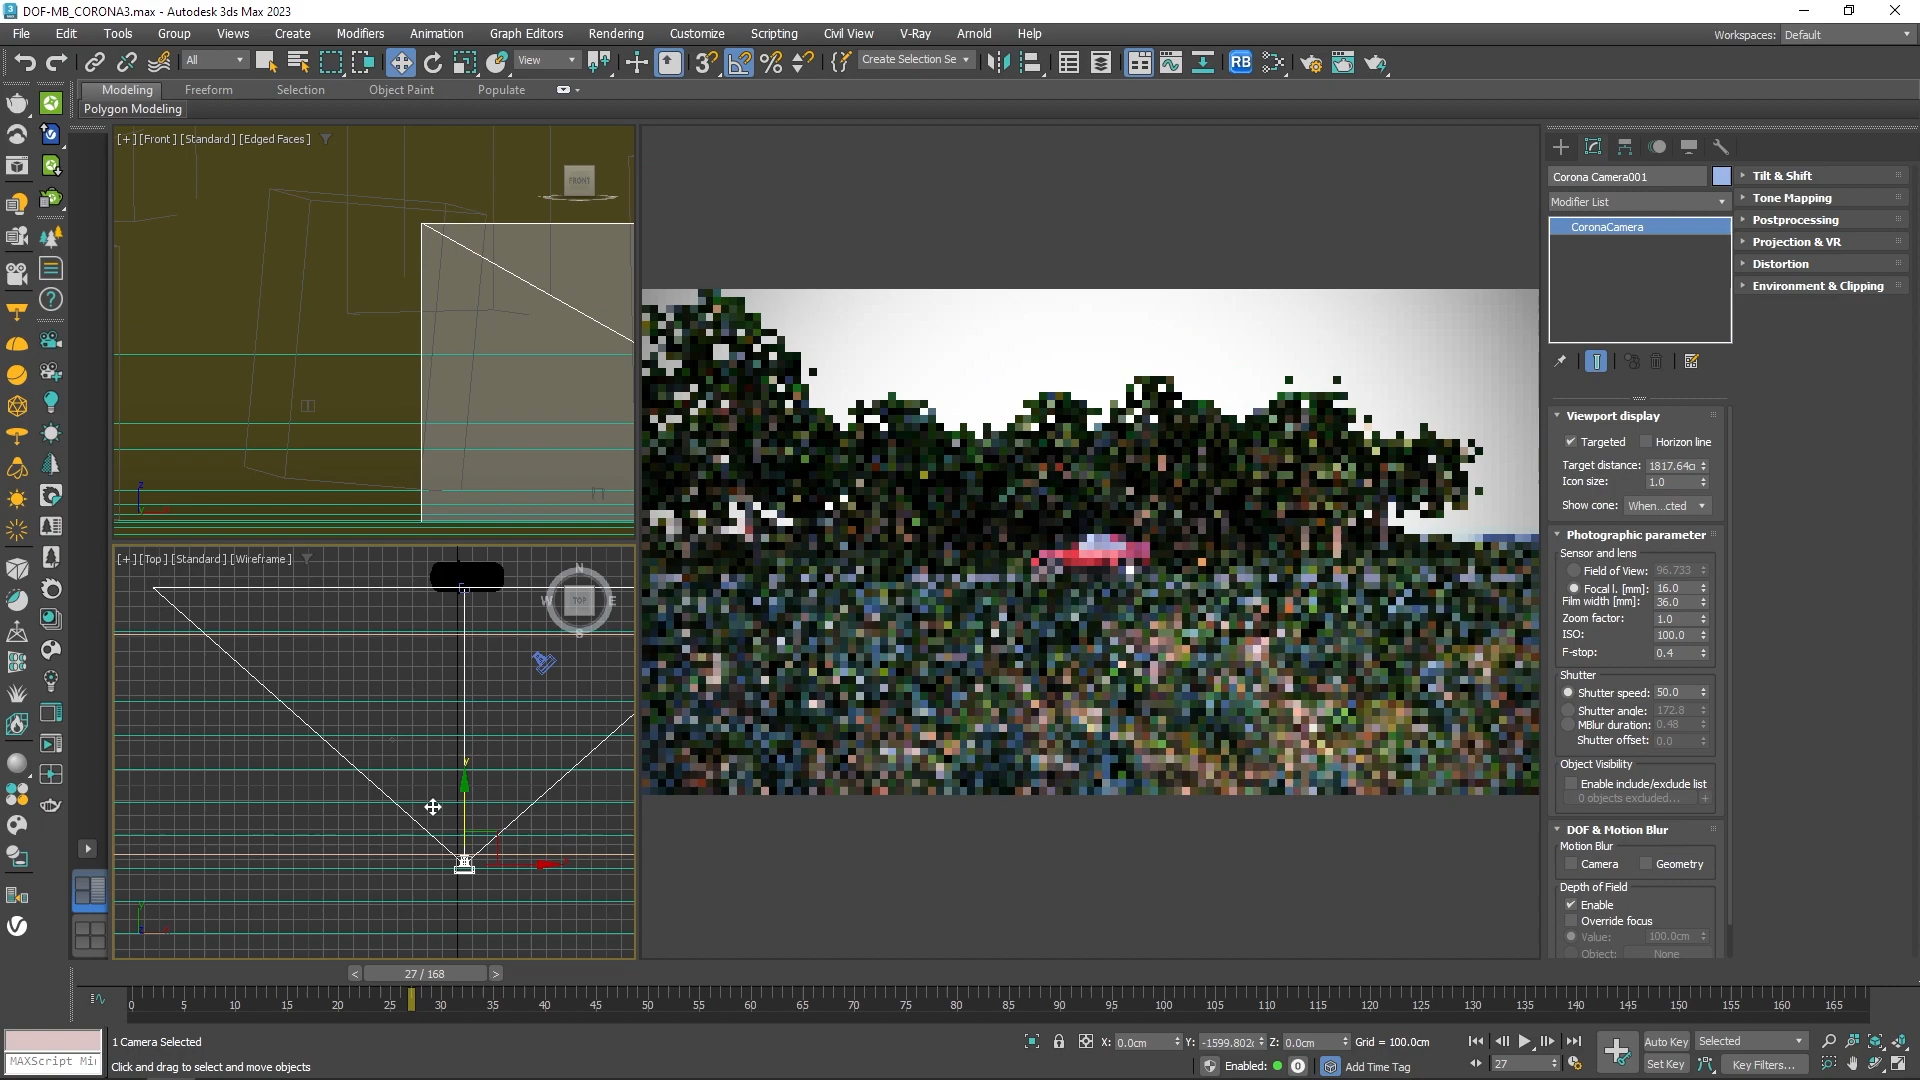 DOF-MB_CORONA3.max - Autodesk 3ds Max 2023
File Edit Tools Group Views Create Modifiers Animation Graph Editors Rendering Customize Scripting Civil View V-Ray Arnold Help
Workspaces: Default
All View Create Selection Se RB
Modeling Freeform Selection Object Paint Populate
Polygon Modeling
[+] [Front ] [Standard ] [Edged Faces ]
FRONT
[+] [Top ] [Standard ] [Wireframe ]
N
W TOP E
S
Corona Camera001
Modifier List
CoronaCamera
Tilt & Shift
Tone Mapping
Postprocessing
Projection & VR
Distortion
Environment & Clipping
Viewport display
Targeted Horizon line
Target distance: 1817.64c
Icon size: 1.0
Show cone: When...cted
Photographic parameter
Sensor and lens
Field of View: 96.733
Focal l. [mm]: 16.0
Film width [mm]: 36.0
Zoom factor: 1.0
ISO: 100.0
F-stop: 0.4
Shutter
Shutter speed: 50.0
Shutter angle: 172.8
MBlur duration: 0.48
Shutter offset: 0.0
Object Visibility
Enable include/exclude list
0 objects excluded... +
DOF & Motion Blur
Motion Blur
Camera Geometry
Depth of Field
Enable
Override focus
Value: 100.0cm
Object: None
< 27 / 168 >
0 5 10 15 20 25 30 35 40 45 50 55 60 65 70 75 80 85 90 95 100 105 110 115 120 125 130 135 140 145 150 155 160 165
1 Camera Selected
MAXScript Mi
Click and drag to select and move objects
X: 0.0cm Y: -1599.802c Z: 0.0cm Grid = 100.0cm
Enabled: 0 Add Time Tag
27
Auto Key Selected
Set Key Key Filters...